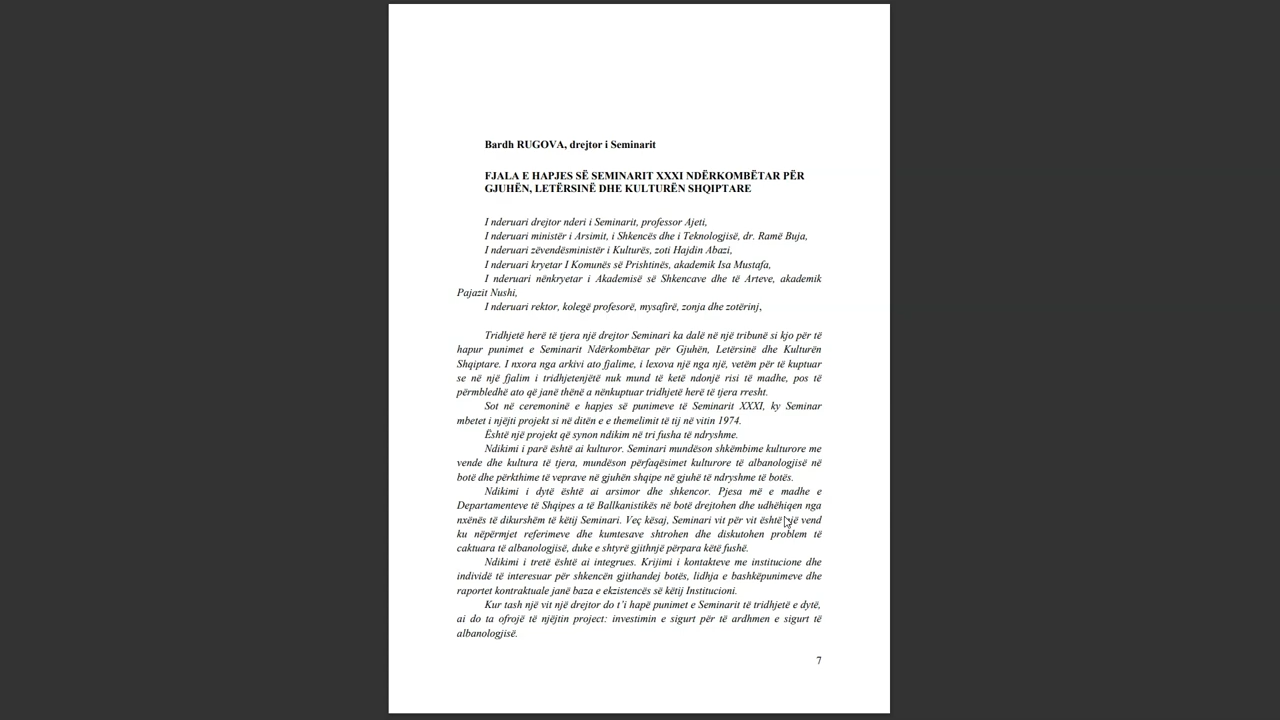 Bardh RUGOVA, drejtor i Seminarit
FJALA E HAPJES SË SEMINARIT XXXI NDËRKOMBËTAR PËR
GJUHËN, LETËRSINË DHE KULTURËN SHQIPTARE
I nderuari drejtor nderi i Seminarit, professor Ajeti,
I nderuari ministër i Arsimit, i Shkencës dhe i Teknologjisë, dr. Ramë Buja,
I nderuari zëvendësministër i Kulturës, zoti Hajdin Abazi,
I nderuari kryetar I Komunës së Prishtinës, akademik Isa Mustafa,
I nderuari nënkryetar i Akademisë së Shkencave dhe të Arteve, akademik
Pajazit Nushi,
I nderuari rektor, kolegë profesorë, mysafirë, zonja dhe zotërinj,
Tridhjetë herë të tjera një drejtor Seminari ka dalë në një tribunë si kjo për të
hapur punimet e Seminarit Ndërkombëtar për Gjuhën, Letërsinë dhe Kulturën
Shqiptare. I nxora nga arkivi ato fjalime, i lexova një nga një, vetëm për të kuptuar
se në një fjalim i tridhjetenjëtë nuk mund të ketë ndonjë risi të madhe, pos të
përmbledhë ato që janë thënë a nënkuptuar tridhjetë herë të tjera rresht.
Sot në ceremoninë e hapjes së punimeve të Seminarit XXXI, ky Seminar
mbetet i njëjti projekt si në ditën e e themelimit të tij në vitin 1974.
Është një projekt që synon ndikim në tri fusha të ndryshme.
Ndikimi i parë është ai kulturor. Seminari mundëson shkëmbime kulturore me
vende dhe kultura të tjera, mundëson përfaqësimet kulturore të albanologjisë në
botë dhe përkthime të veprave në gjuhën shqipe në gjuhë të ndryshme të botës.
Ndikimi i dytë është ai arsimor dhe shkencor. Pjesa më e madhe e
Departamenteve të Shqipes a të Ballkanistikës në botë drejtohen dhe udhëhiqen nga
nxënës të dikurshëm të këtij Seminari. Veç kësaj, Seminari vit për vit është një vend
ku nëpërmjet referimeve dhe kumtesave shtrohen dhe diskutohen problem të
caktuara të albanologjisë, duke e shtyrë gjithnjë përpara këtë fushë.
Ndikimi i tretë është ai integrues. Krijimi i kontakteve me institucione dhe
individë të interesuar për shkencën gjithandej botës, lidhja e bashkëpunimeve dhe
raportet kontraktuale janë baza e ekzistencës së këtij Institucioni.
Kur tash një vit një drejtor do t’i hapë punimet e Seminarit të tridhjetë e dytë,
ai do ta ofrojë të njëjtin project: investimin e sigurt për të ardhmen e sigurt të
albanologjisë.
7